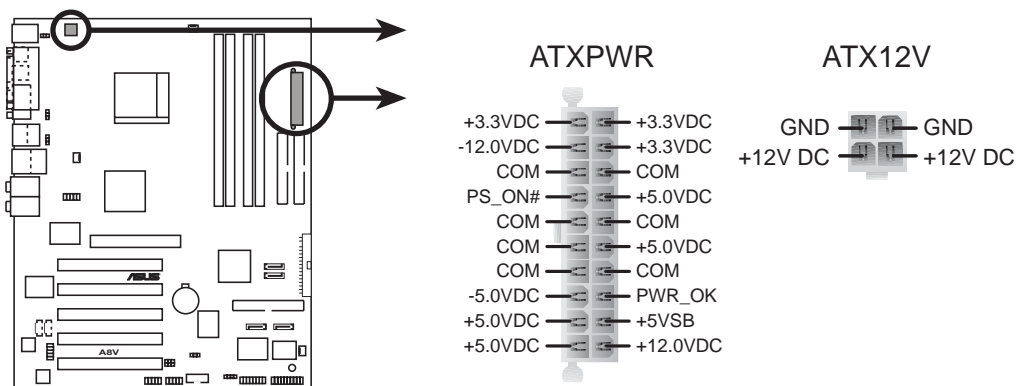 ATXPWR ATX12V
+3.3VDC +3.3VDC
-12.0VDC +3.3VDC
COM COM
PS_ON# +5.0VDC
COM COM
COM +5.0VDC
COM COM
-5.0VDC PWR_OK
+5.0VDC +5VSB
+5.0VDC +12.0VDC
GND GND
+12V DC +12V DC
ASUS
A8V